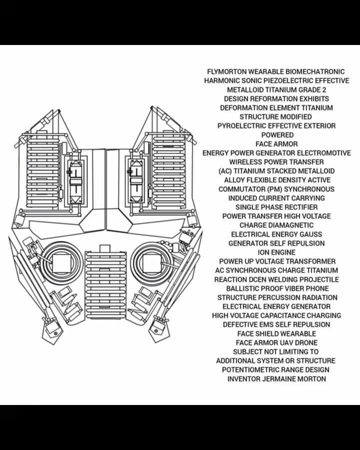 FLYMORTON WEARABLE BIOMECHATRONIC
HARMONIC SONIC PIEZOELECTRIC EFFECTIVE
METALLOID TITANIUM GRADE 2
DESIGN REFORMATION EXHIBITS
DEFORMATION ELEMENT TITANIUM
STRUCTURE MODIFIED
PYROELECTRIC EFFECTIVE EXTERIOR
POWERED
FACE ARMOR
ENERGY POWER GENERATOR ELECTROMOTIVE
WIRELESS POWER TRANSFER
(AC) TITANIUM STACKED METALLOID
ALLOY FLEXIBLE DENSITY ACTIVE
COMMUTATOR (PM) SYNCHRONOUS
INDUCED CURRENT CARRYING
SINGLE PHASE RECTIFIER
POWER TRANSFER HIGH VOLTAGE
CHARGE DIAMAGNETIC
ELECTRICAL ENERGY GAUSS
GENERATOR SELF REPULSION
ION ENGINE
POWER UP VOLTAGE TRANSFORMER
AC SYNCHRONOUS CHARGE TITANIUM
REACTION DCEN WELDING PROJECTILE
BALLISTIC PROOF VIBER PHONE
STRUCTURE PERCUSSION RADIATION
ELECTRICAL ENERGY GENERATOR
HIGH VOLTAGE CAPACITANCE CHARGING
DEFECTIVE EMS SELF REPULSION
FACE SHIELD WEARABLE
FACE ARMOR UAV DRONE
SUBJECT NOT LIMITING TO
ADDITIONAL SYSTEM OR STRUCTURE
POTENTIOMETRIC RANGE DESIGN
INVENTOR JERMAINE MORTON